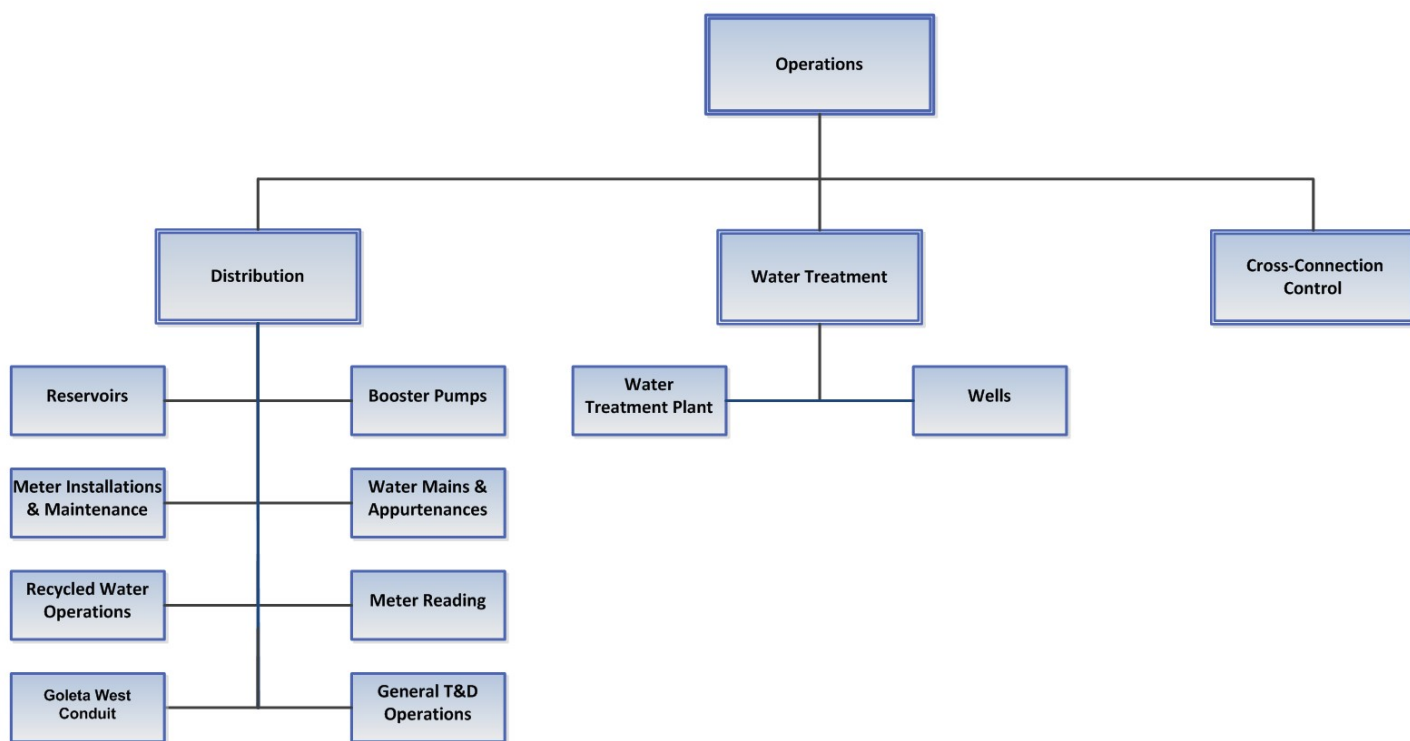 Operations
Distribution
Water Treatment
Cross-Connection
Control
Reservoirs
Booster Pumps
Water
Treatment Plant
Wells
Meter Installations
& Maintenance
Water Mains &
Appurtenances
Recycled Water
Operations
Meter Reading
Goleta West
Conduit
General T&D
Operations